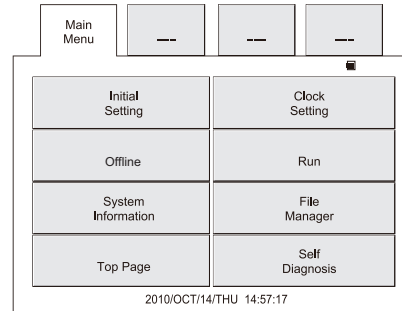 Main
Menu
--
--
--
Initial
Setting
Clock
Setting
Offline
Run
System
Information
File
Manager
Top Page
Self
Diagnosis
2010/OCT/14/THU 14:57:17